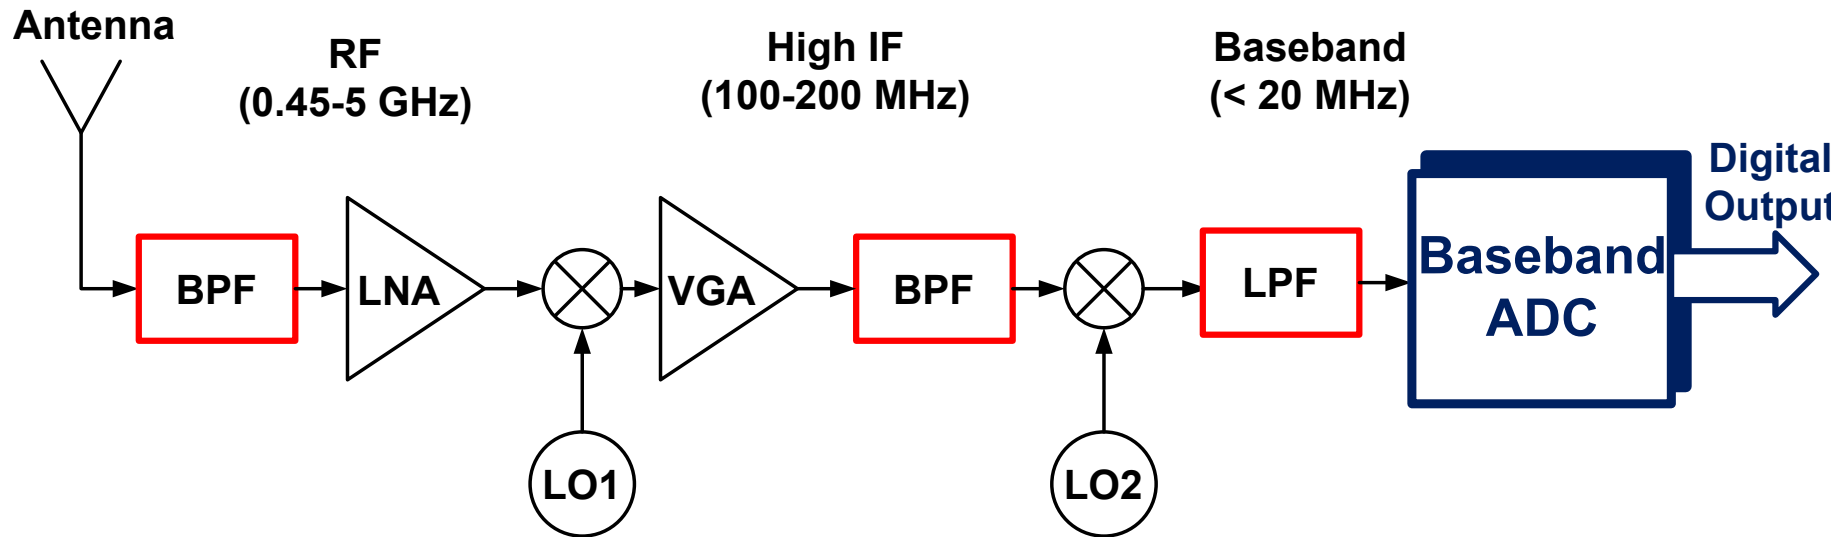 Antenna
RF
(0.45-5 GHz)
High IF
(100-200 MHz)
Baseband
(< 20 MHz)
Digital
Output
BPF
LNA
VGA
BPF
LPF
Baseband
ADC
LO1
LO2